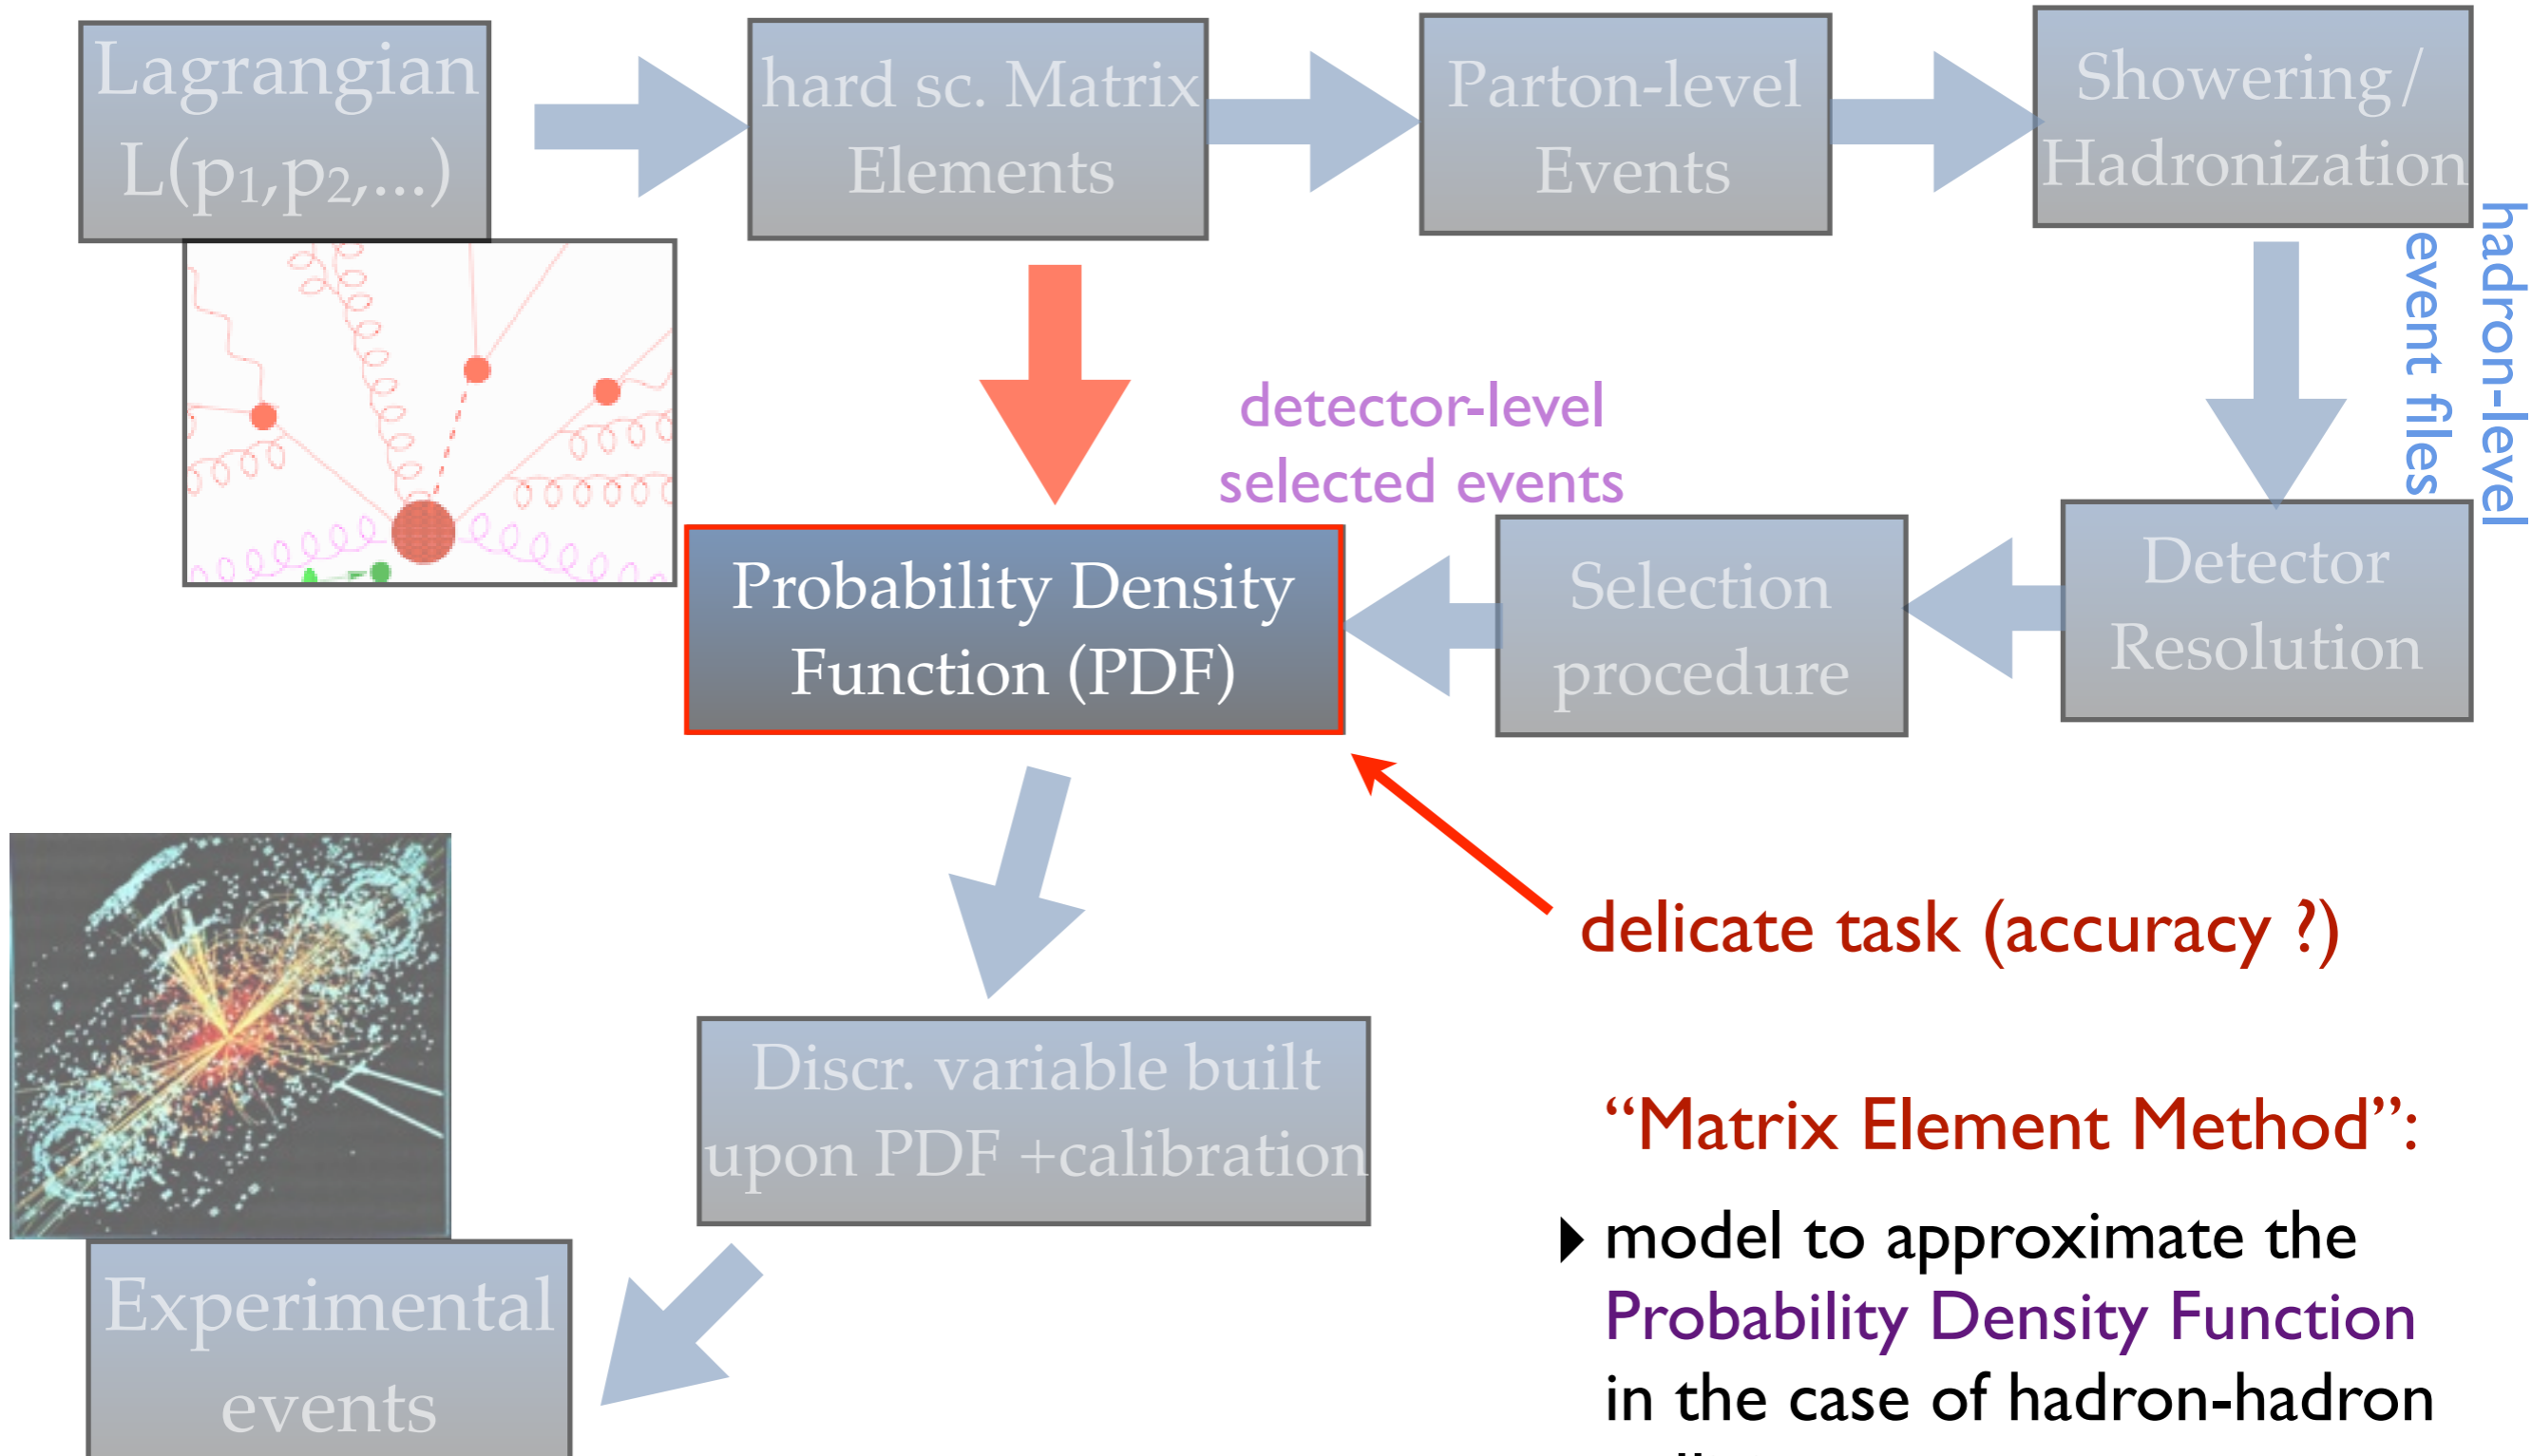 Lagrangian
L(p₁,p₂,...)
hard sc. Matrix
Elements
Parton-level
Events
Showering/
Hadronization
hadron-level
event files
detector-level
selected events
Probability Density
Function (PDF)
Selection
procedure
Detector
Resolution
delicate task (accuracy ?)
Discr. variable built
upon PDF +calibration
“Matrix Element Method”:
▸ model to approximate the
Probability Density Function
in the case of hadron-hadron
Experimental
events